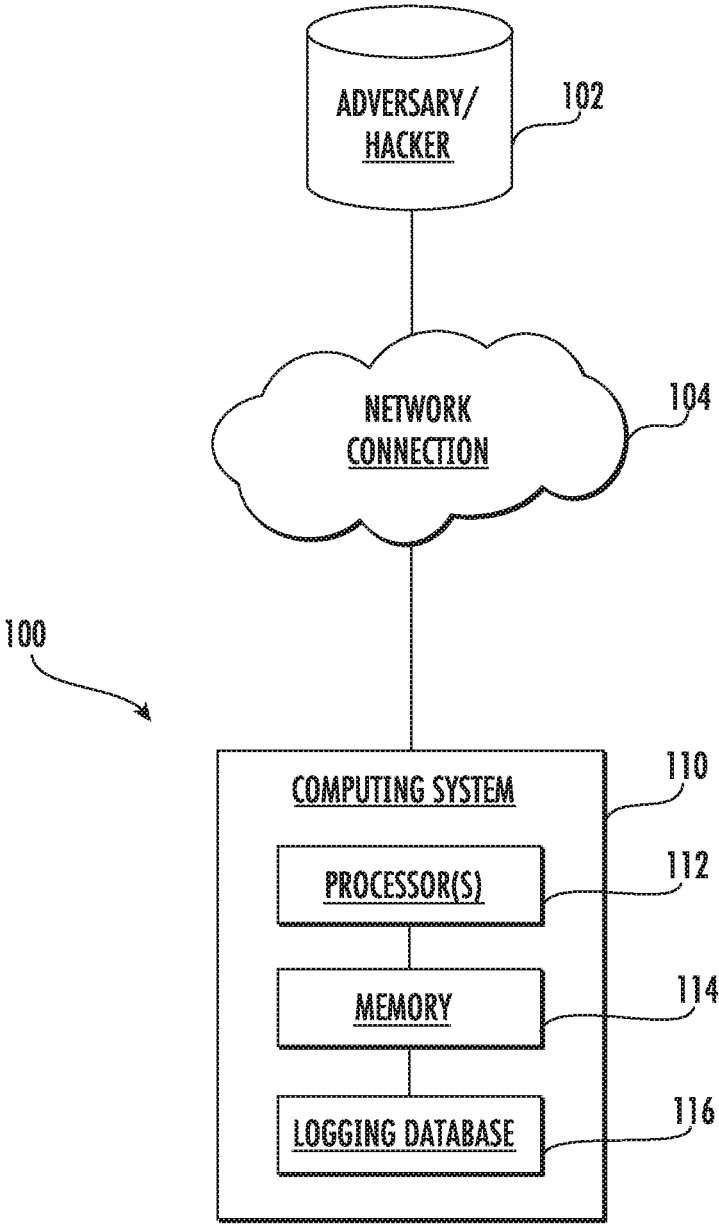 ADVERSARY/
HACKER
102
NETWORK
CONNECTION
104
100
COMPUTING SYSTEM
110
PROCESSOR(S)
112
MEMORY
114
LOGGING DATABASE
116